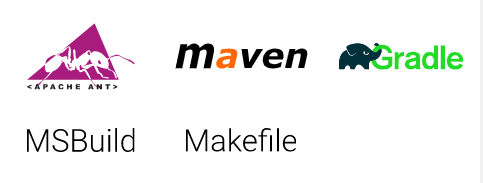 maven
Gradle
<APACHE ANT>
MSBuild
Makefile